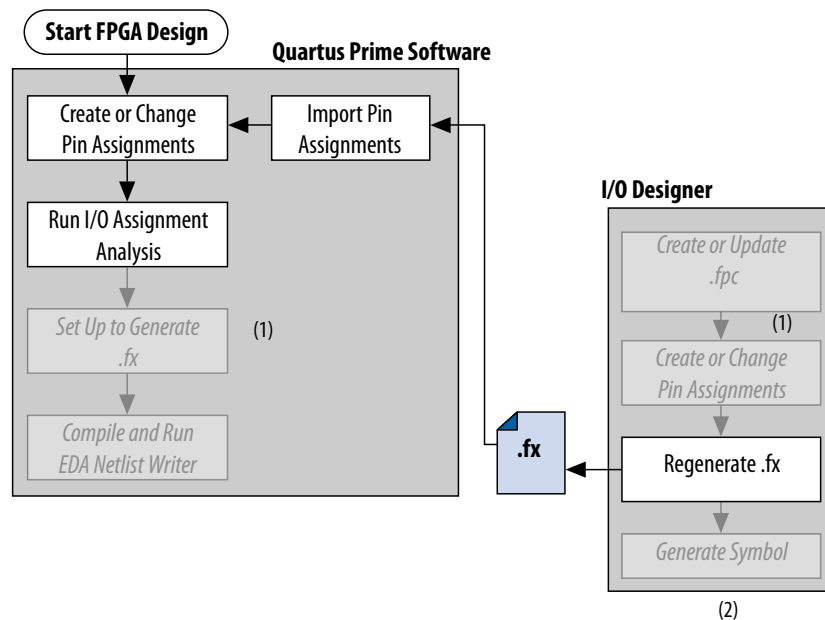 Start FPGA Design
Quartus Prime Software
Create or Change
Pin Assignments
Import Pin
Assignments
Run I/O Assignment
Analysis
Set Up to Generate
.fx
(1)
Compile and Run
EDA Netlist Writer
.fx
I/O Designer
Create or Update
.fpc
(1)
Create or Change
Pin Assignments
Regenerate .fx
Generate Symbol
(2)